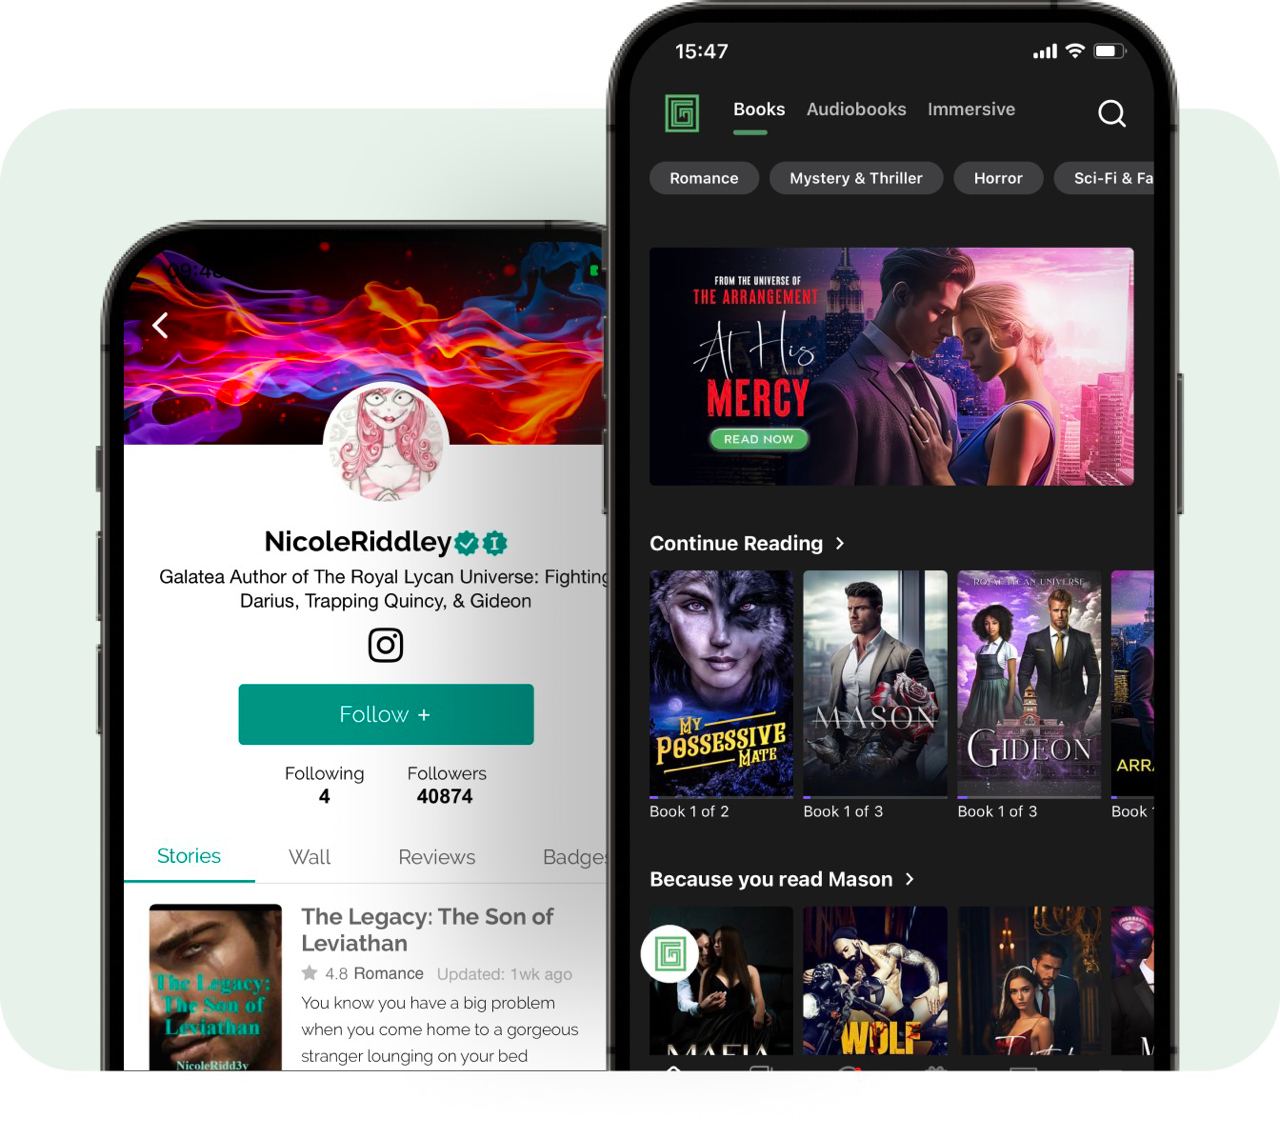 NicoleRiddley
Galatea Author of The Royal Lycan Universe: Fighting
Darius, Trapping Quincy, & Gideon
Follow +
Following
4
Followers
40874
Stories
Wall
Reviews
Badges
The Legacy:
The Son of
Leviathan
NicoleRidd3y
The Legacy: The Son of
Leviathan
4.8 Romance Updated: 1wk ago
You know you have a big problem
when you come home to a gorgeous
stranger lounging on your bed
15:47
Books
Audiobooks
Immersive
Romance
Mystery & Thriller
Horror
Sci-Fi & Fa
FROM THE UNIVERSE OF
THE ARRANGEMENT
At His
MERCY
READ NOW
Continue Reading
MY
POSSESSIVE
MATE
Book 1 of 2
MASON
Book 1 of 3
ROYAL LYCAN UNIVERSE
GIDEON
Book 1 of 3
ARRA
Book
Because you read Mason
MAFIA
WOLF